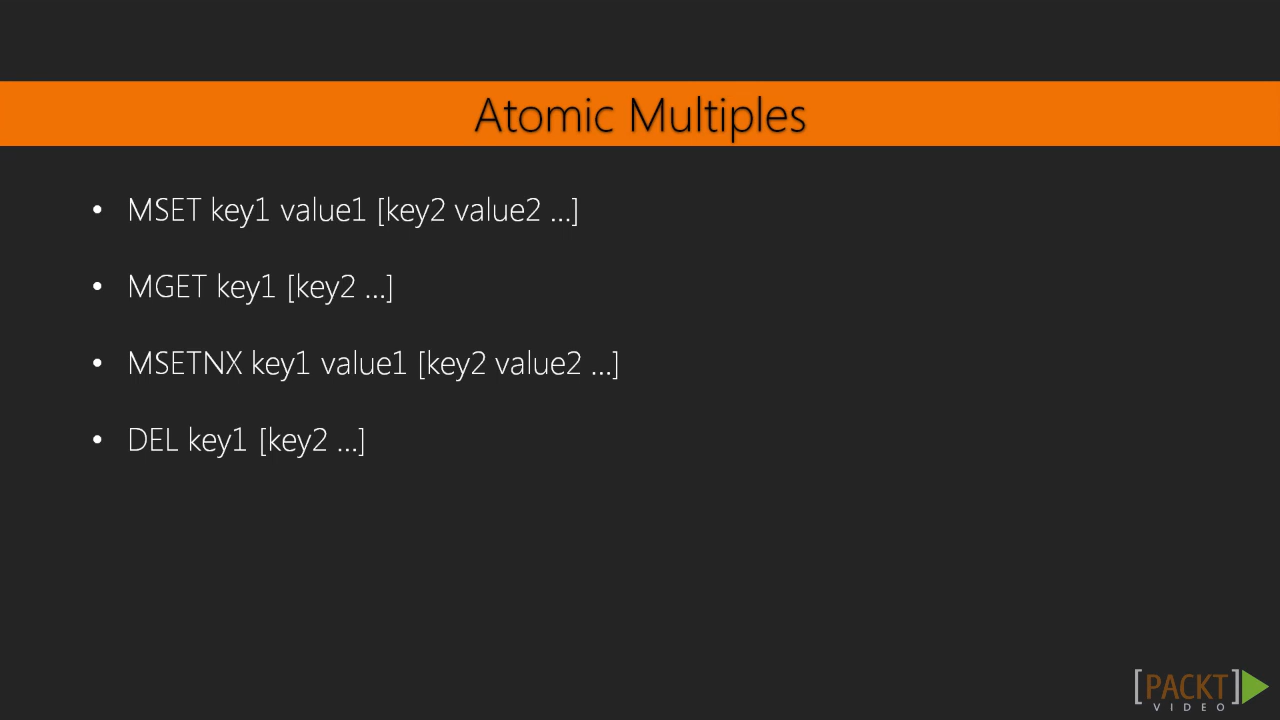 Atomic Multiples
• MSET key1 value1 [key2 value2 ...]
• MGET key1 [key2 ...]
• MSETNX key1 value1 [key2 value2 ...]
• DEL key1 [key2 ...]
[PACKT]
VIDEO